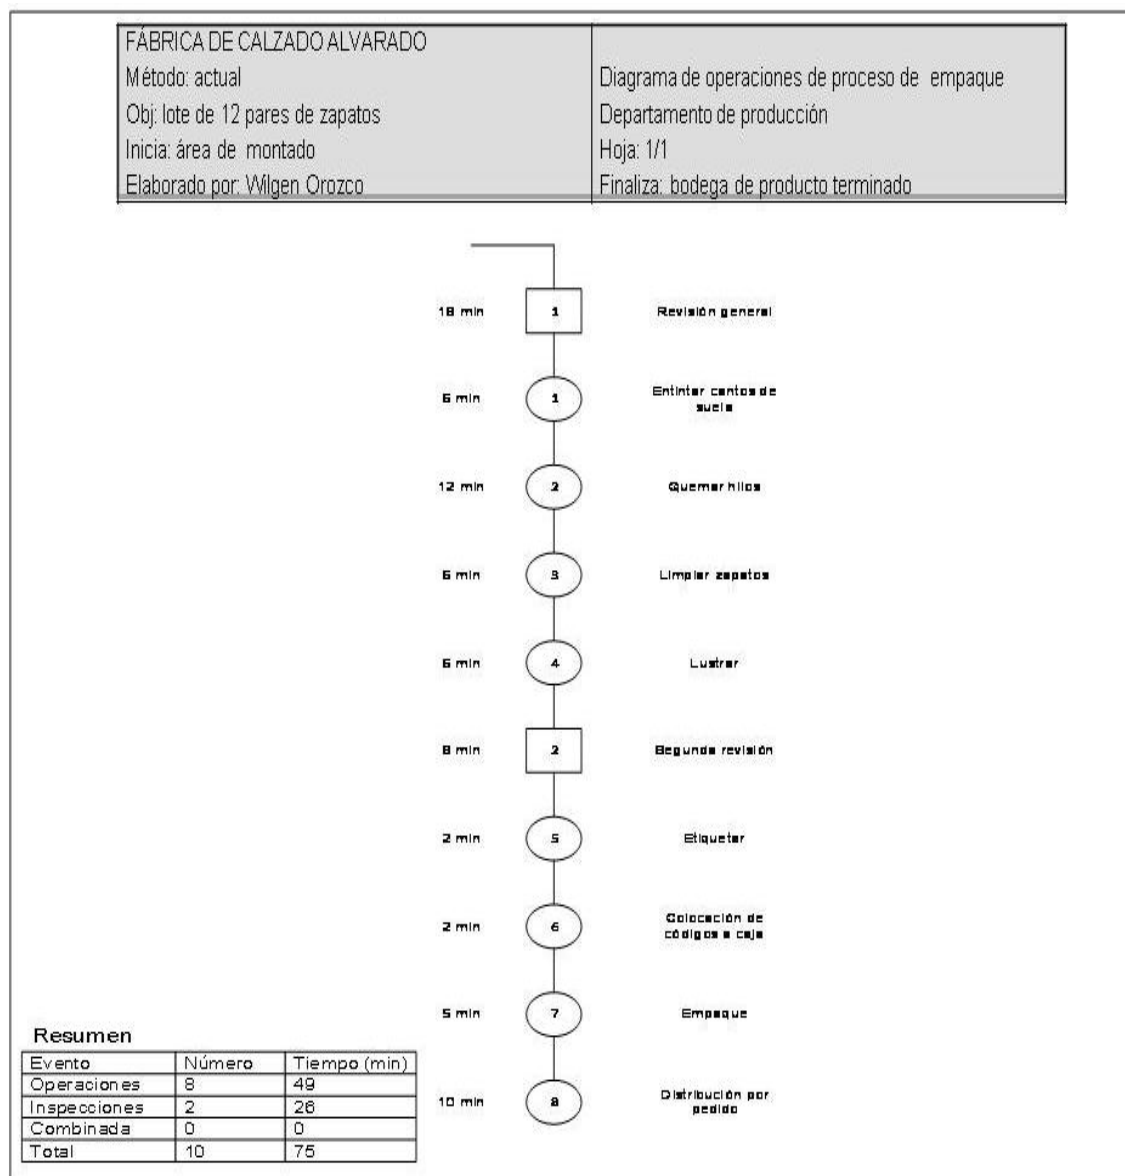 FÁBRICA DE CALZADO ALVARADO
Método: actual
Obj: lote de 12 pares de zapatos
Inicia: área de montado
Elaborado por: Wilgen Orozco
Diagrama de operaciones de proceso de empaque
Departamento de producción
Hoja: 1/1
Finaliza: bodega de producto terminado
18 min 1 Revisión general
6 min 1 Entintar cantos de
suela
12 min 2 Quemar hilos
6 min 3 Limpiar zapatos
6 min 4 Lustrar
8 min 2 Segunda revisión
2 min 5 Etiquetar
2 min 6 Colocación de
códigos a caja
5 min 7 Empaque
10 min 8 Distribución por
pedido
Resumen
Evento Número Tiempo (min)
Operaciones 8 49
Inspecciones 2 26
Combinada 0 0
Total 10 75